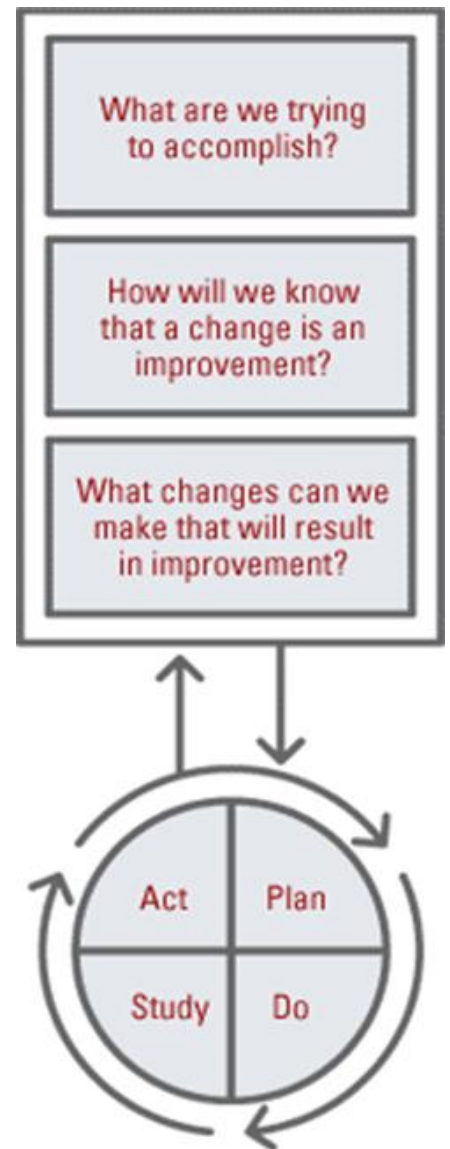 What are we trying
to accomplish?
How will we know
that a change is an
improvement?
What changes can we
make that will result
in improvement?
Act
Plan
Study
Do